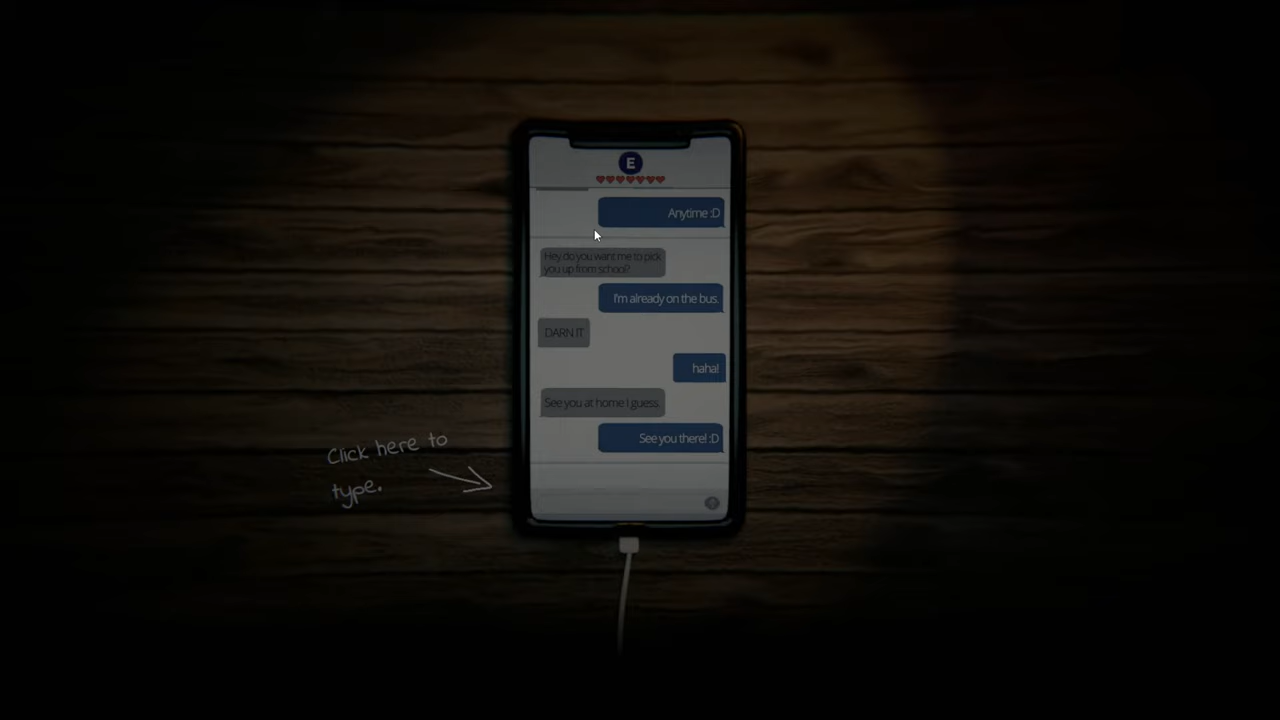 E
Anytime :D
Hey do you want me to pick
you up from school?
I'm already on the bus.
DARN IT
haha!
See you at home I guess.
See you there! :D
Click here to
type.